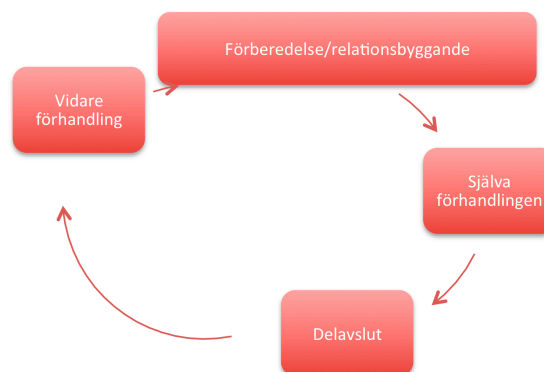 Förberedelse/relationsbyggande
Vidare
förhandling
Själva
förhandlingen
Delavslut